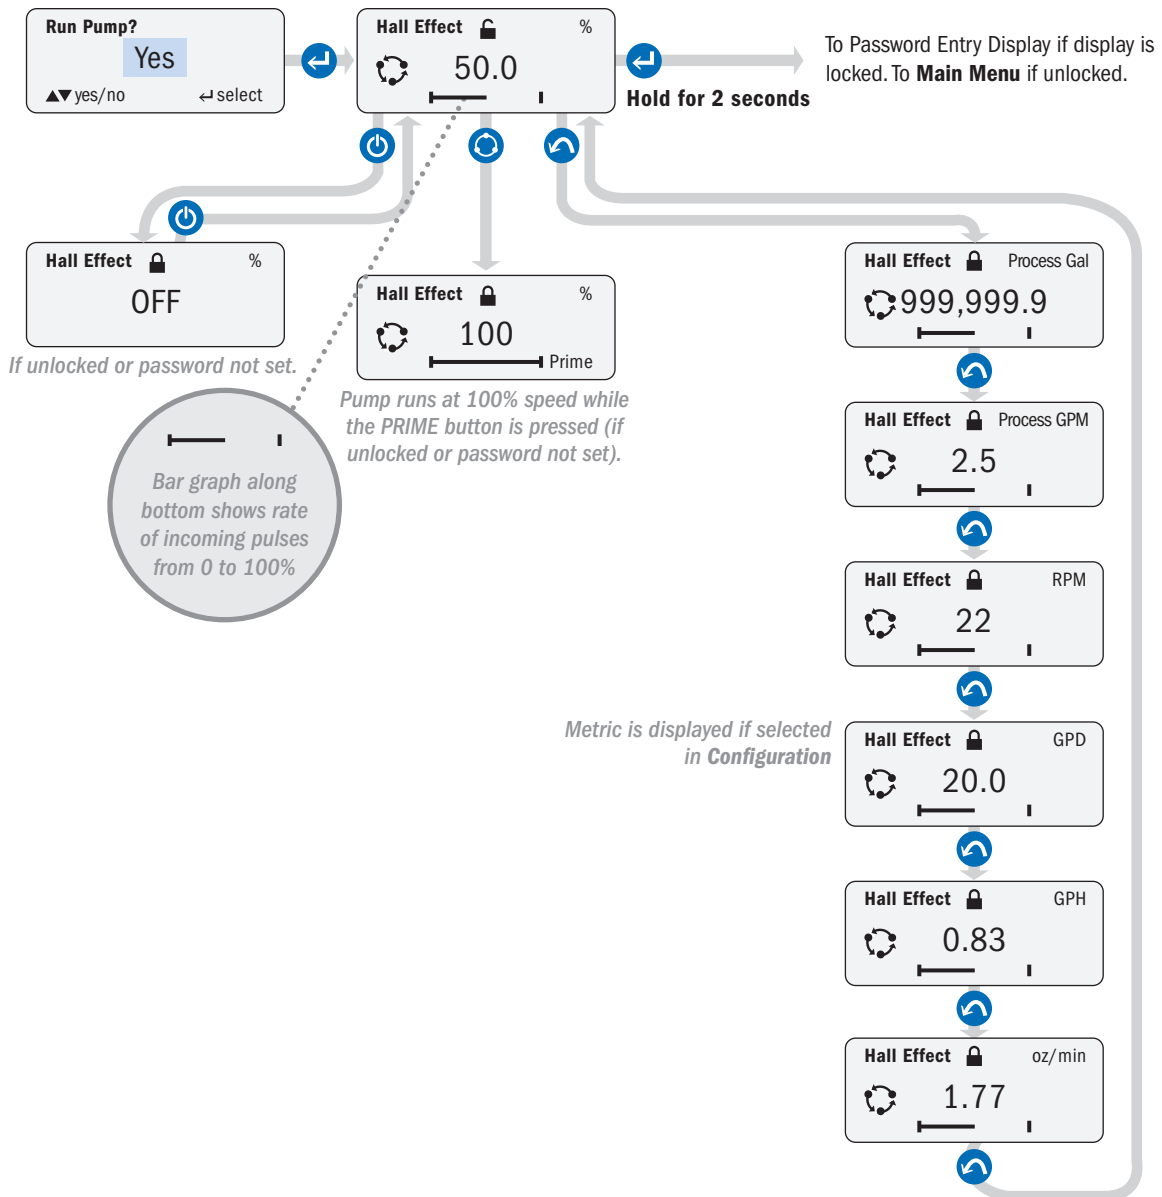 Run Pump?
Yes
▲▼ yes/no ↵ select
Hall Effect %
50.0
Hold for 2 seconds
To Password Entry Display if display is
locked. To Main Menu if unlocked.
Hall Effect %
OFF
If unlocked or password not set.
Hall Effect %
100
Prime
Pump runs at 100% speed while
the PRIME button is pressed (if
unlocked or password not set).
Bar graph along
bottom shows rate
of incoming pulses
from 0 to 100%
Hall Effect Process Gal
999,999.9
Hall Effect Process GPM
2.5
Hall Effect RPM
22
Metric is displayed if selected
in Configuration
Hall Effect GPD
20.0
Hall Effect GPH
0.83
Hall Effect oz/min
1.77